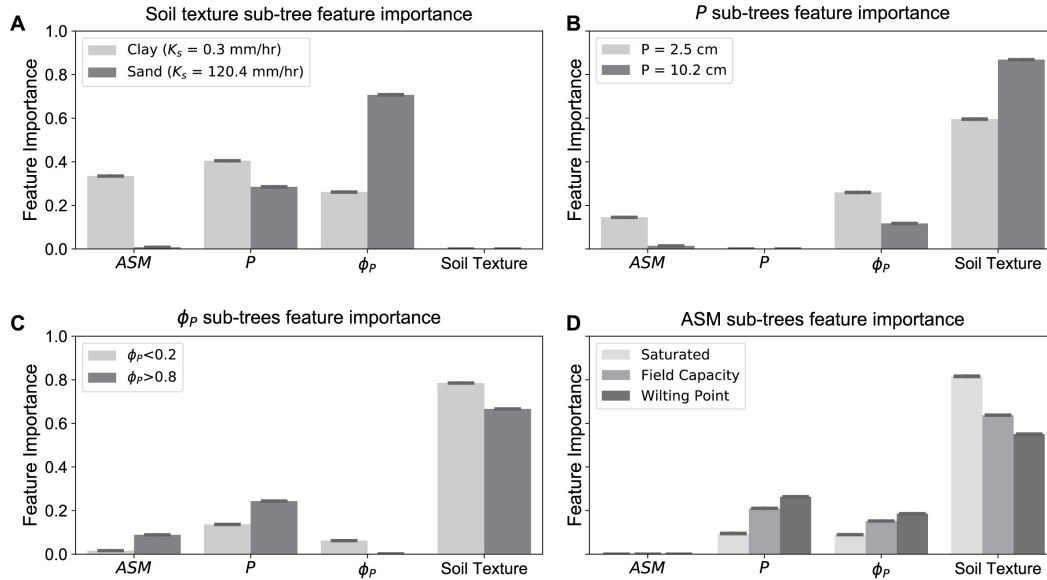 A
Soil texture sub-tree feature importance
1.0
0.8
0.6
0.4
0.2
0.0
Feature Importance
Clay (Ks = 0.3 mm/hr)
Sand (Ks = 120.4 mm/hr)
ASM
P
ϕP
Soil Texture
B
P sub-trees feature importance
Feature Importance
P = 2.5 cm
P = 10.2 cm
ASM
P
ϕP
Soil Texture
C
ϕP sub-trees feature importance
1.0
0.8
0.6
0.4
0.2
0.0
Feature Importance
ϕP<0.2
ϕP>0.8
ASM
P
ϕP
Soil Texture
D
ASM sub-trees feature importance
Feature Importance
Saturated
Field Capacity
Wilting Point
ASM
P
ϕP
Soil Texture